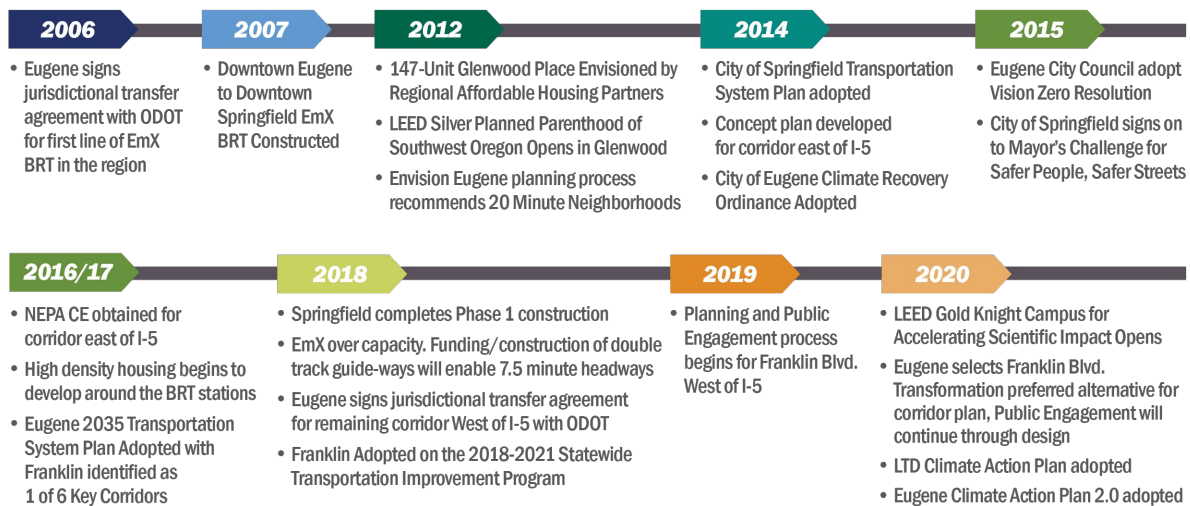 2006
• Eugene signs
jurisdictional transfer
agreement with ODOT
for first line of EmX
BRT in the region
2007
• Downtown Eugene
to Downtown
Springfield EmX
BRT Constructed
2012
• 147-Unit Glenwood Place Envisioned by
Regional Affordable Housing Partners
• LEED Silver Planned Parenthood of
Southwest Oregon Opens in Glenwood
• Envision Eugene planning process
recommends 20 Minute Neighborhoods
2014
• City of Springfield Transportation
System Plan adopted
• Concept plan developed
for corridor east of I-5
• City of Eugene Climate Recovery
Ordinance Adopted
2015
• Eugene City Council adopt
Vision Zero Resolution
• City of Springfield signs on
to Mayor's Challenge for
Safer People, Safer Streets
2016/17
• NEPA CE obtained for
corridor east of I-5
• High density housing begins to
develop around the BRT stations
• Eugene 2035 Transportation
System Plan Adopted with
Franklin identified as
1 of 6 Key Corridors
2018
• Springfield completes Phase 1 construction
• EmX over capacity. Funding/construction of double
track guide-ways will enable 7.5 minute headways
• Eugene signs jurisdictional transfer agreement
for remaining corridor West of I-5 with ODOT
• Franklin Adopted on the 2018-2021 Statewide
Transportation Improvement Program
2019
• Planning and Public
Engagement process
begins for Franklin Blvd.
West of I-5
2020
• LEED Gold Knight Campus for
Accelerating Scientific Impact Opens
• Eugene selects Franklin Blvd.
Transformation preferred alternative for
corridor plan, Public Engagement will
continue through design
• LTD Climate Action Plan adopted
• Eugene Climate Action Plan 2.0 adopted